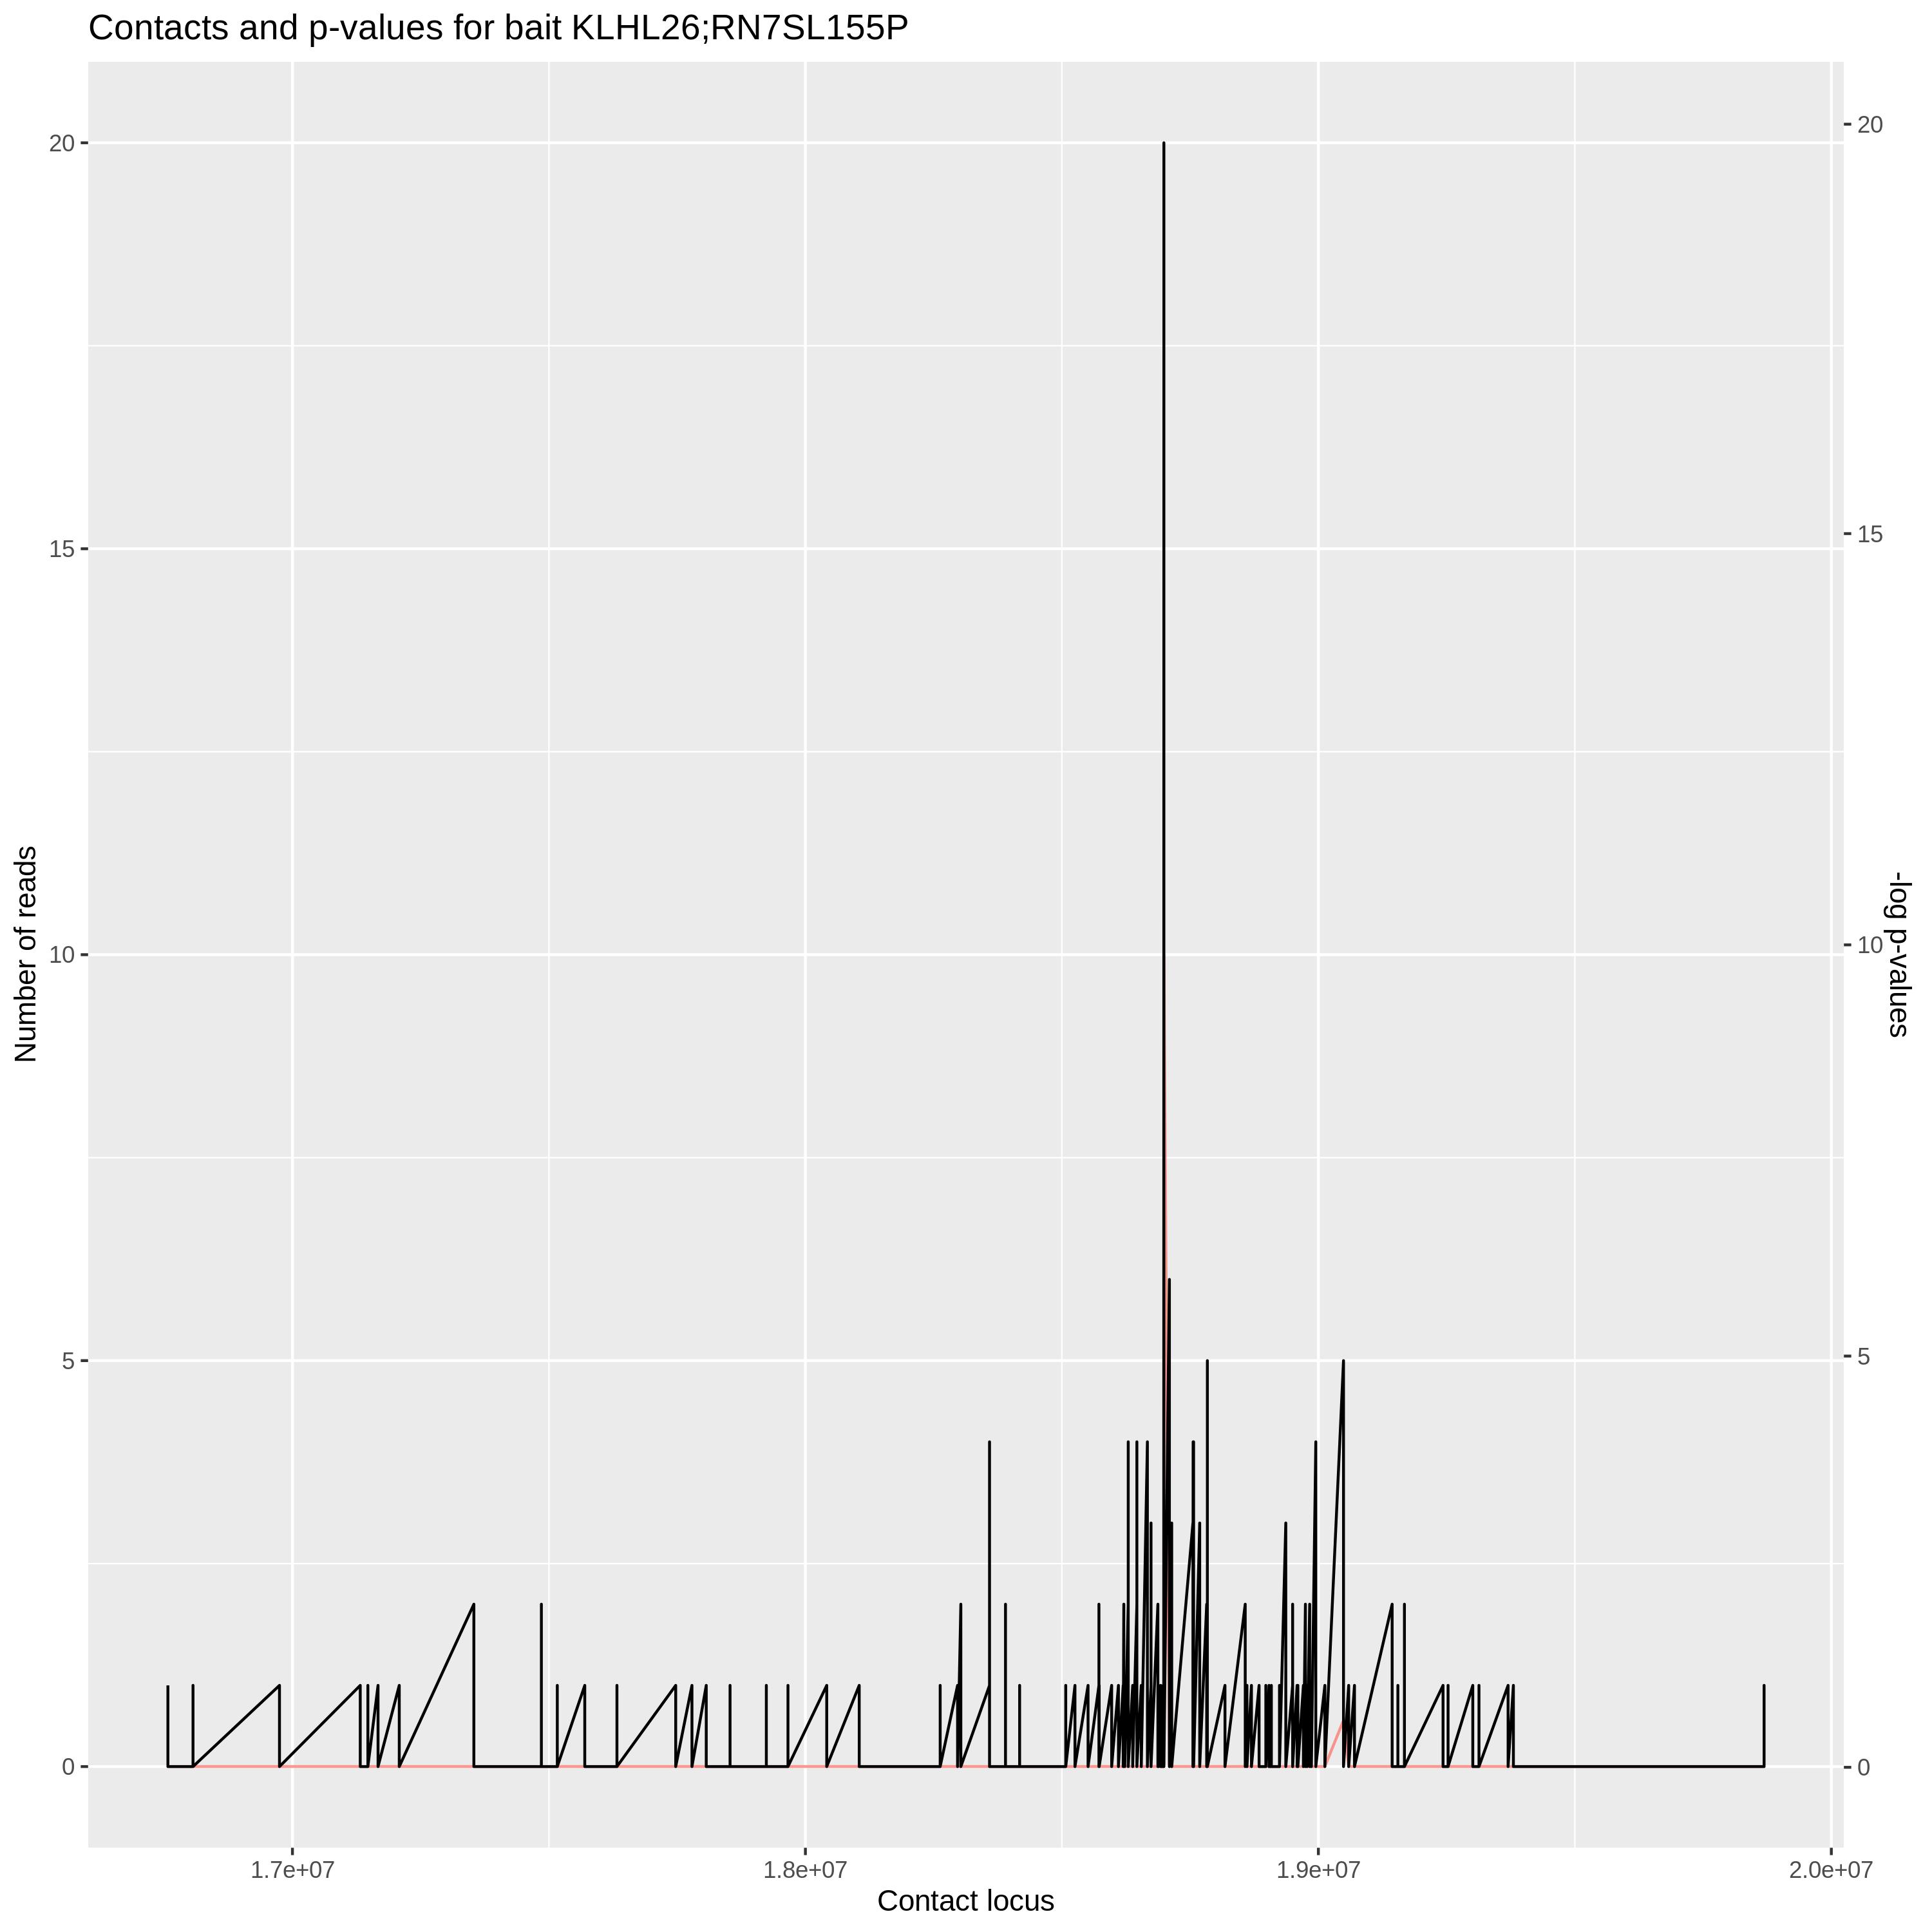 Contacts and p-values for bait KLHL26;RN7SL155P
20
15
10
5
0
Number of reads
20
15
10
5
0
-log p-values
1.7e+07
1.8e+07
1.9e+07
2.0e+07
Contact locus